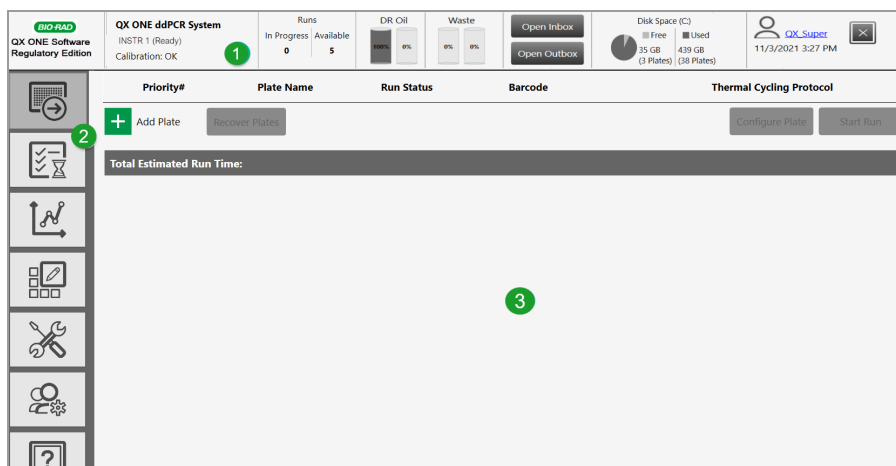 BIO-RAD
QX ONE Software
Regulatory Edition
QX ONE ddPCR System
INSTR 1 (Ready)
Calibration: OK
1
Runs
In Progress Available
0 5
DR Oil
100% 0%
Waste
0% 0%
Open Inbox
Open Outbox
Disk Space (C:)
Free Used
35 GB 439 GB
(3 Plates) (38 Plates)
QX_Super
11/3/2021 3:27 PM
Priority# Plate Name Run Status Barcode Thermal Cycling Protocol
2
Add Plate Recover Plates Configure Plate Start Run
Total Estimated Run Time:
3
?